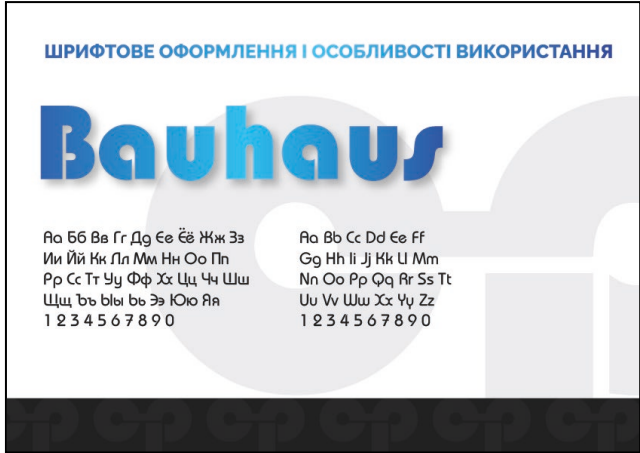 ШРИФТОВЕ ОФОРМЛЕННЯ І ОСОБЛИВОСТІ ВИКОРИСТАННЯ
Bauhaus
Аа Бб Вв Гг Дд Ее Ёё Жж Зз
Ии Йй Кк Лл Мм Нн Оо Пп
Рр Сс Тт Уу Фф Хх Цц Чч Шш
Щщ Ъъ Ыы Ьь Ээ Юю Яя
1 2 3 4 5 6 7 8 9 0
Aa Bb Cc Dd Ee Ff
Gg Hh Ii Jj Kk Ll Mm
Nn Oo Pp Qq Rr Ss Tt
Uu Vv Ww Xx Yy Zz
1 2 3 4 5 6 7 8 9 0